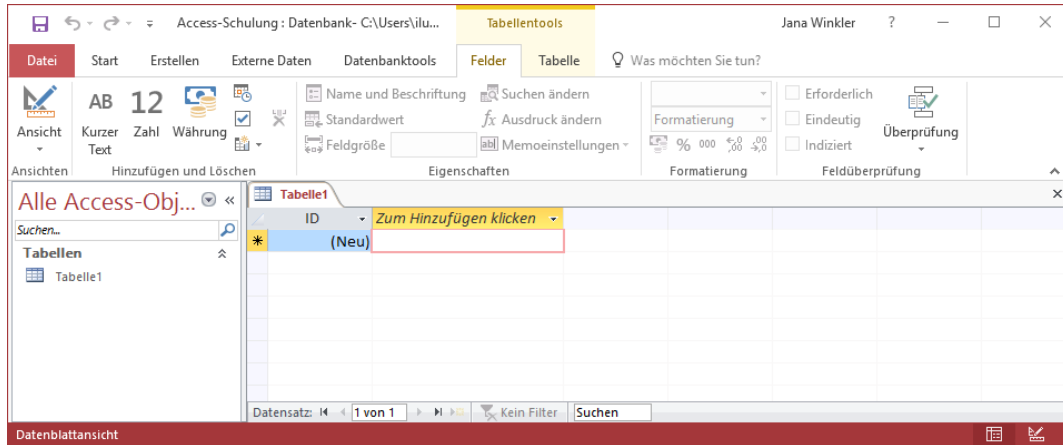 Access-Schulung : Datenbank- C:\Users\ilu... Tabellentools Jana Winkler ?
Datei Start Erstellen Externe Daten Datenbanktools Felder Tabelle Was möchten Sie tun?
AB 12 Name und Beschriftung Suchen ändern Erforderlich
Standardwert fx Ausdruck ändern Formatierung Eindeutig
Ansicht Kurzer Text Zahl Währung Feldgröße ab| Memoeinstellungen % 000 Indiziert Überprüfung
Ansichten Hinzufügen und Löschen Eigenschaften Formatierung Feldüberprüfung
Alle Access-Obj... « Tabelle1
Suchen... ID Zum Hinzufügen klicken
Tabellen * (Neu)
Tabelle1
Datensatz: 1 von 1 Kein Filter Suchen
Datenblattansicht